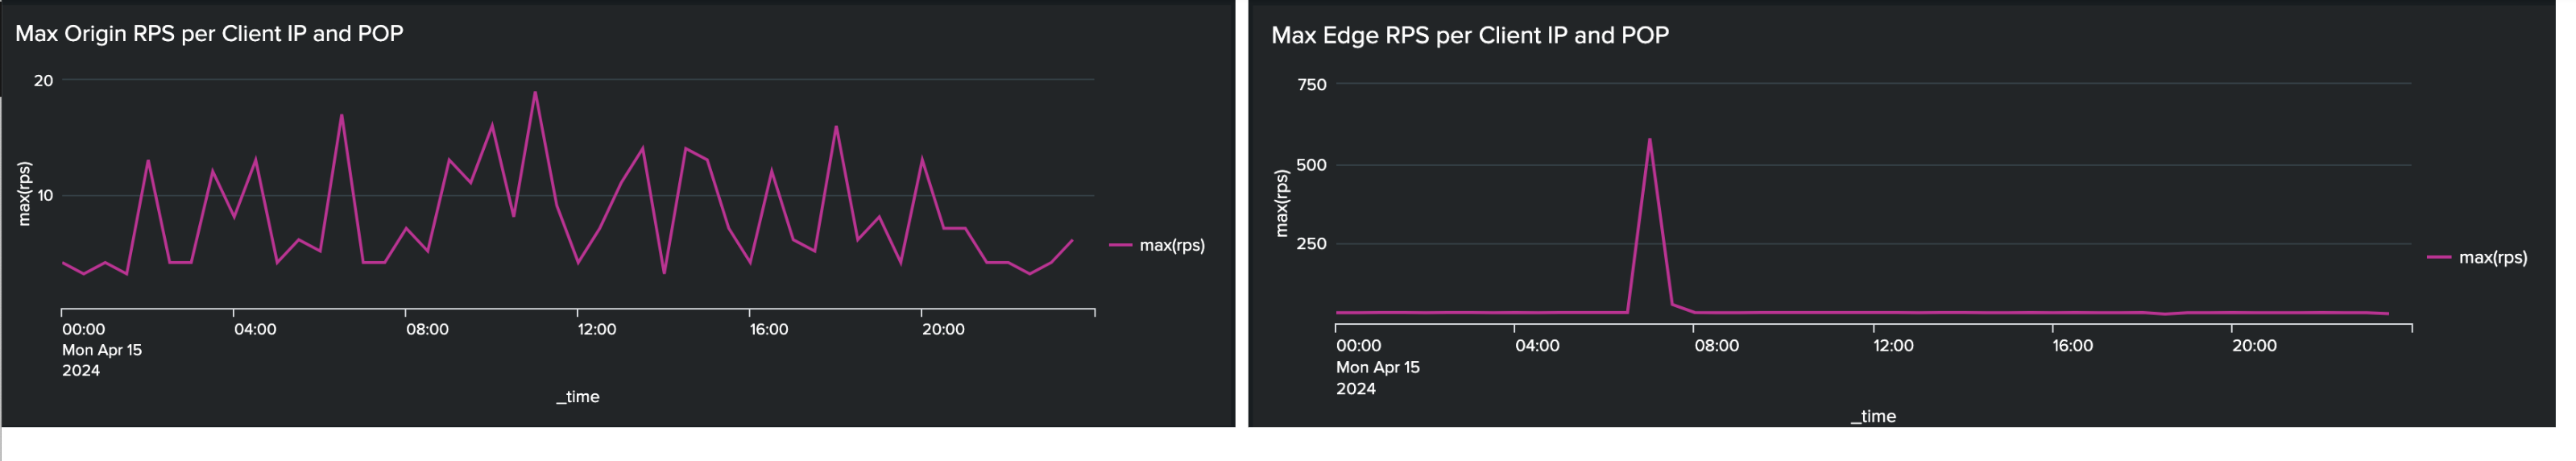 Max Origin RPS per Client IP and POP
20
10
max(rps)
max(rps)
00:00
04:00
08:00
12:00
16:00
20:00
Mon Apr 15
2024
_time
Max Edge RPS per Client IP and POP
750
500
250
max(rps)
max(rps)
00:00
04:00
08:00
12:00
16:00
20:00
Mon Apr 15
2024
_time